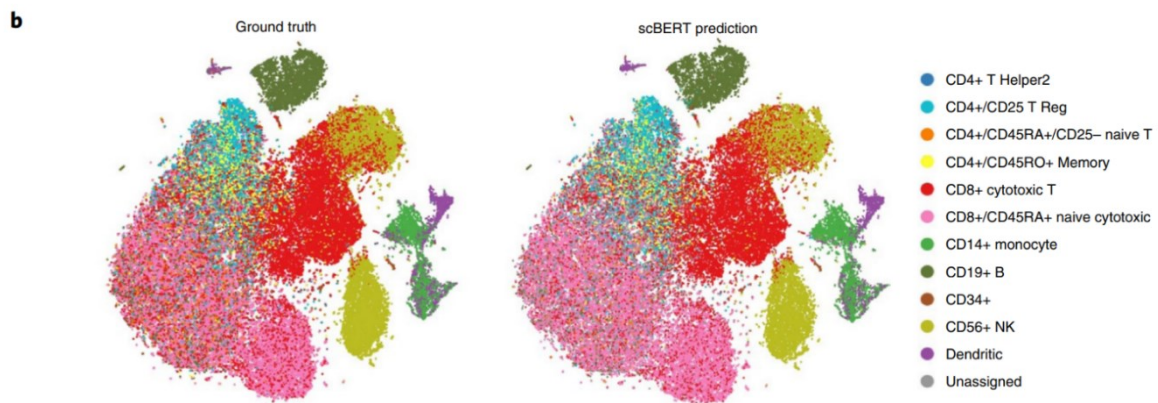 b
Ground truth
scBERT prediction
CD4+ T Helper2
CD4+/CD25 T Reg
CD4+/CD45RA+/CD25– naive T
CD4+/CD45RO+ Memory
CD8+ cytotoxic T
CD8+/CD45RA+ naive cytotoxic
CD14+ monocyte
CD19+ B
CD34+
CD56+ NK
Dendritic
Unassigned